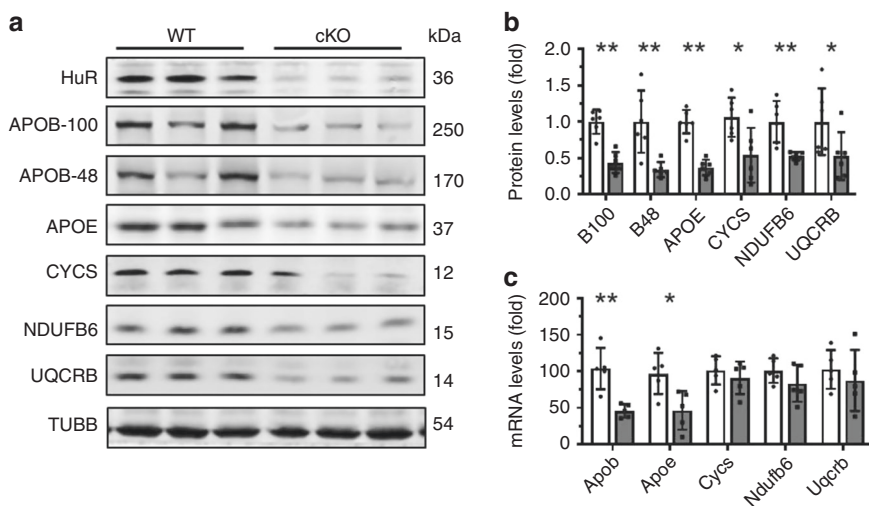 a
WT cKO kDa
HuR 36
APOB-100 250
APOB-48 170
APOE 37
CYCS 12
NDUFB6 15
UQCRB 14
TUBB 54
b
Protein levels (fold)
2.0
1.5
1.0
0.5
0.0
** ** ** * ** *
B100 B48 APOE CYCS NDUFB6 UQCRB
c
mRNA levels (fold)
200
150
100
50
0
** *
Apob Apoe Cycs Ndufb6 Uqcrb